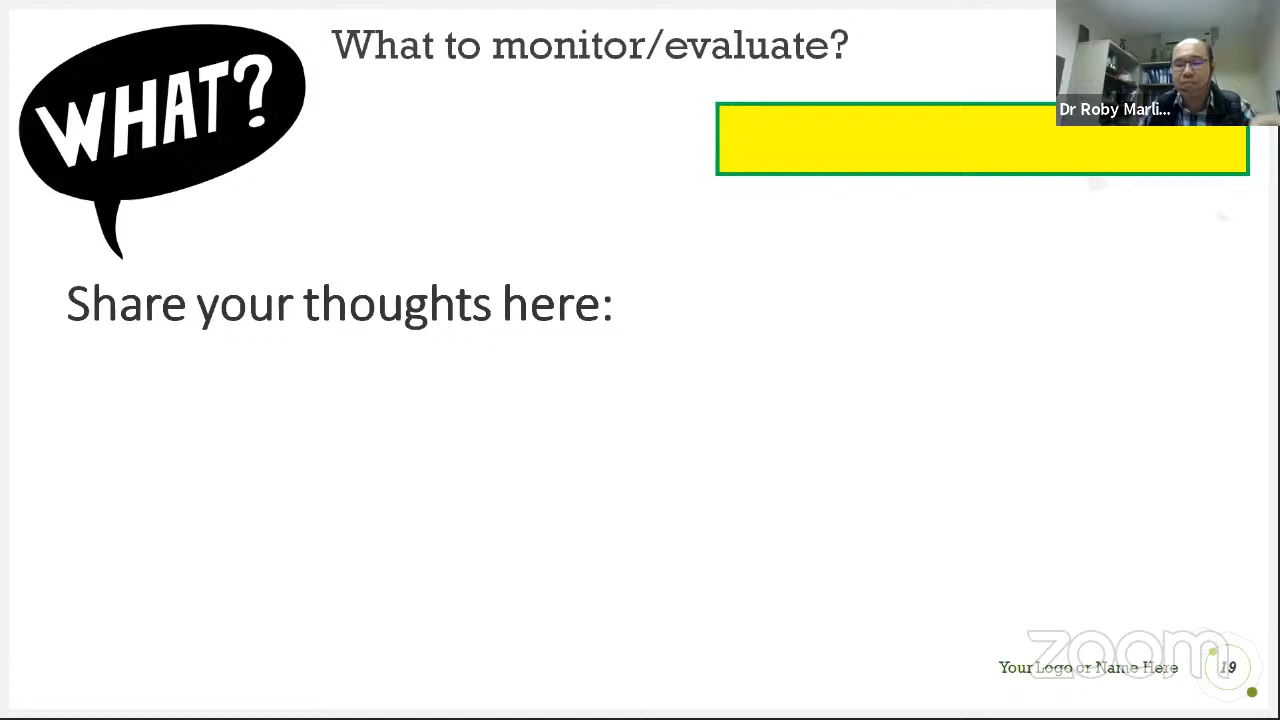 WHAT?
What to monitor/evaluate?
Dr Roby Marli...
Share your thoughts here:
zoom
Your Logo or Name Here
19